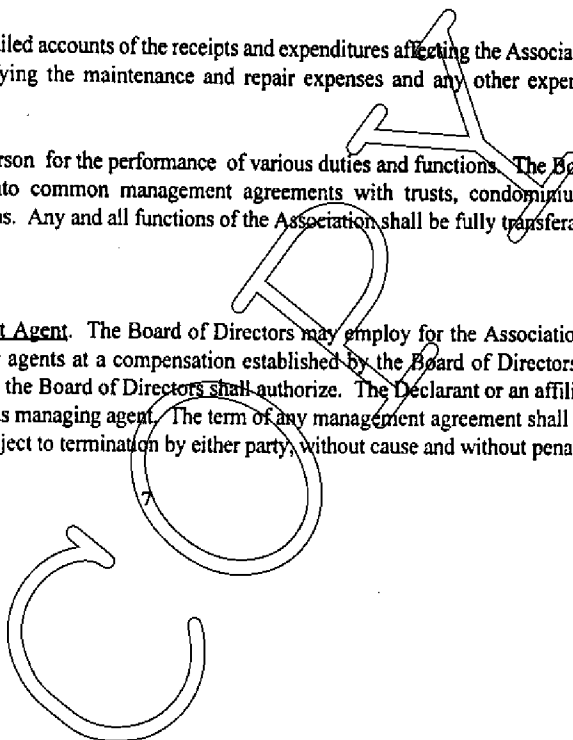 iled accounts of the receipts and expenditures affecting the Associa
ying the maintenance and repair expenses and any other exper
rson for the performance of various duties and functions. The Bo
nto common management agreements with trusts, condominiu
ns. Any and all functions of the Association shall be fully transfera
t Agent. The Board of Directors may employ for the Association
agents at a compensation established by the Board of Directors
the Board of Directors shall authorize. The Declarant or an affili
as managing agent. The term of any management agreement shall
ject to termination by either party, without cause and without pena
7
COPY